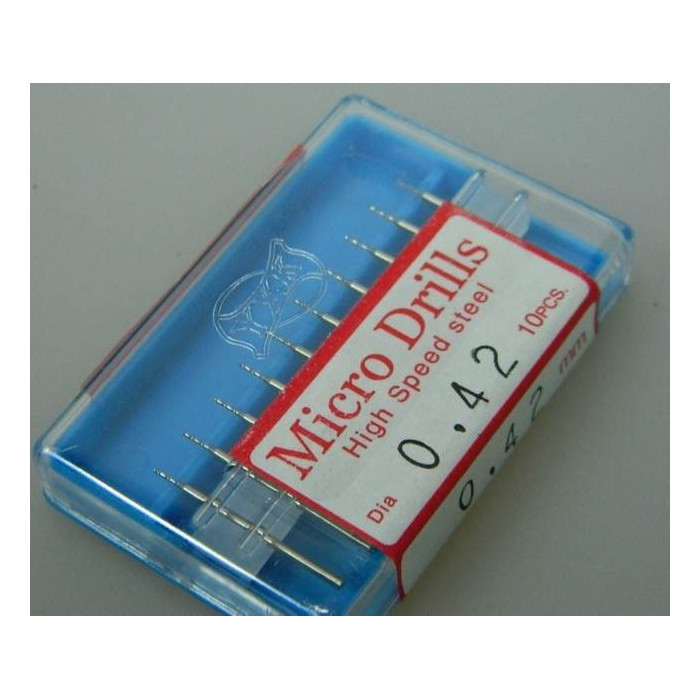 Micro Drills
High Speed steel
Dia 0.42 10PCS.
0.42 mm